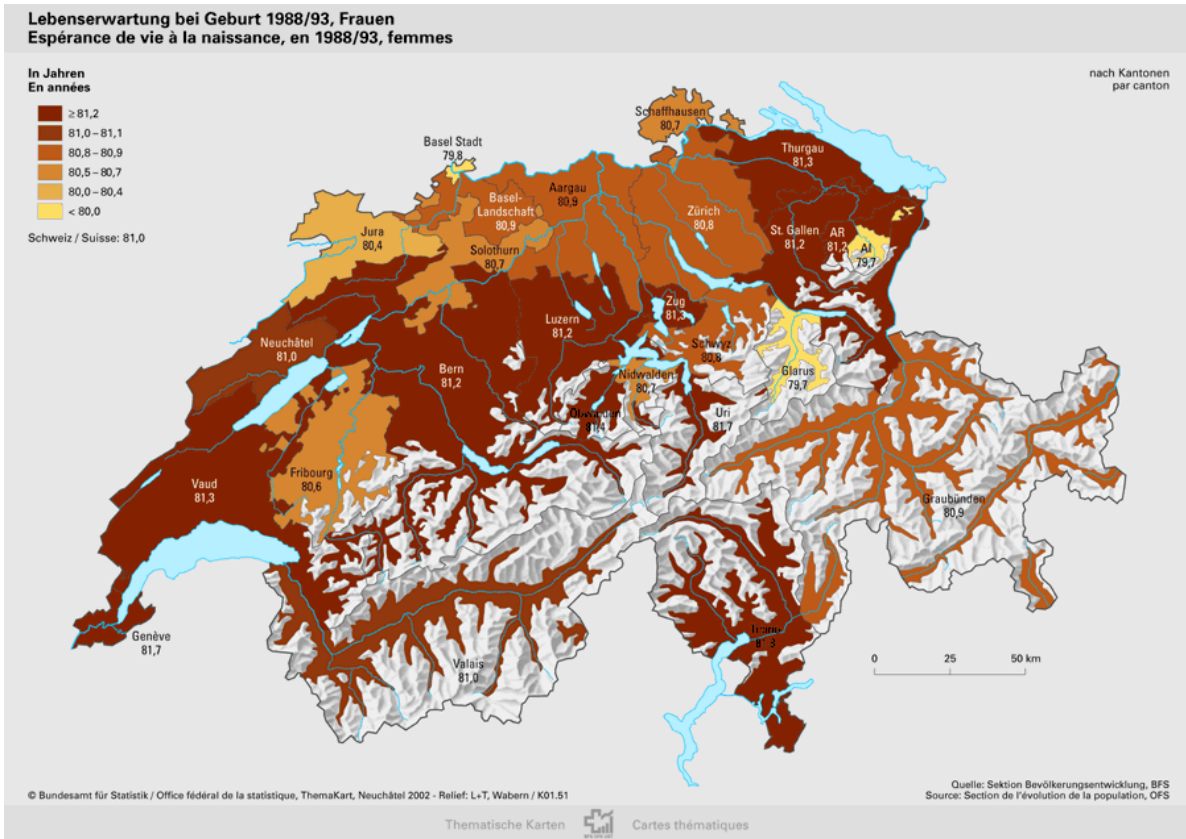 Lebenserwartung bei Geburt 1988/93, Frauen
Espérance de vie à la naissance, en 1988/93, femmes
In Jahren
En années
≥ 81,2
81,0 – 81,1
80,8 – 80,9
80,5 – 80,7
80,0 – 80,4
< 80,0
Schweiz / Suisse: 81,0
nach Kantonen
par canton
Schaffhausen
80,7
Basel Stadt
79,8
Thurgau
81,3
Aargau
80,9
Basel-
Landschaft
80,9
Zürich
80,8
Jura
80,4
St. Gallen
81,2
AR
81,2
AI
79,7
Solothurn
80,7
Zug
81,3
Luzern
81,2
Neuchâtel
81,0
Schwyz
80,8
Bern
81,2
Nidwalden
80,7
Glarus
79,7
Obwalden
81,4
Uri
81,7
Fribourg
80,6
Vaud
81,3
Graubünden
80,9
Genève
81,7
Valais
81,0
0 25 50 km
© Bundesamt für Statistik / Office fédéral de la statistique, ThemaKart, Neuchâtel 2002 - Relief: L+T, Wabern / K01.51
Quelle: Sektion Bevölkerungsentwicklung, BFS
Source: Section de l'évolution de la population, OFS
Thematische Karten
Cartes thématiques